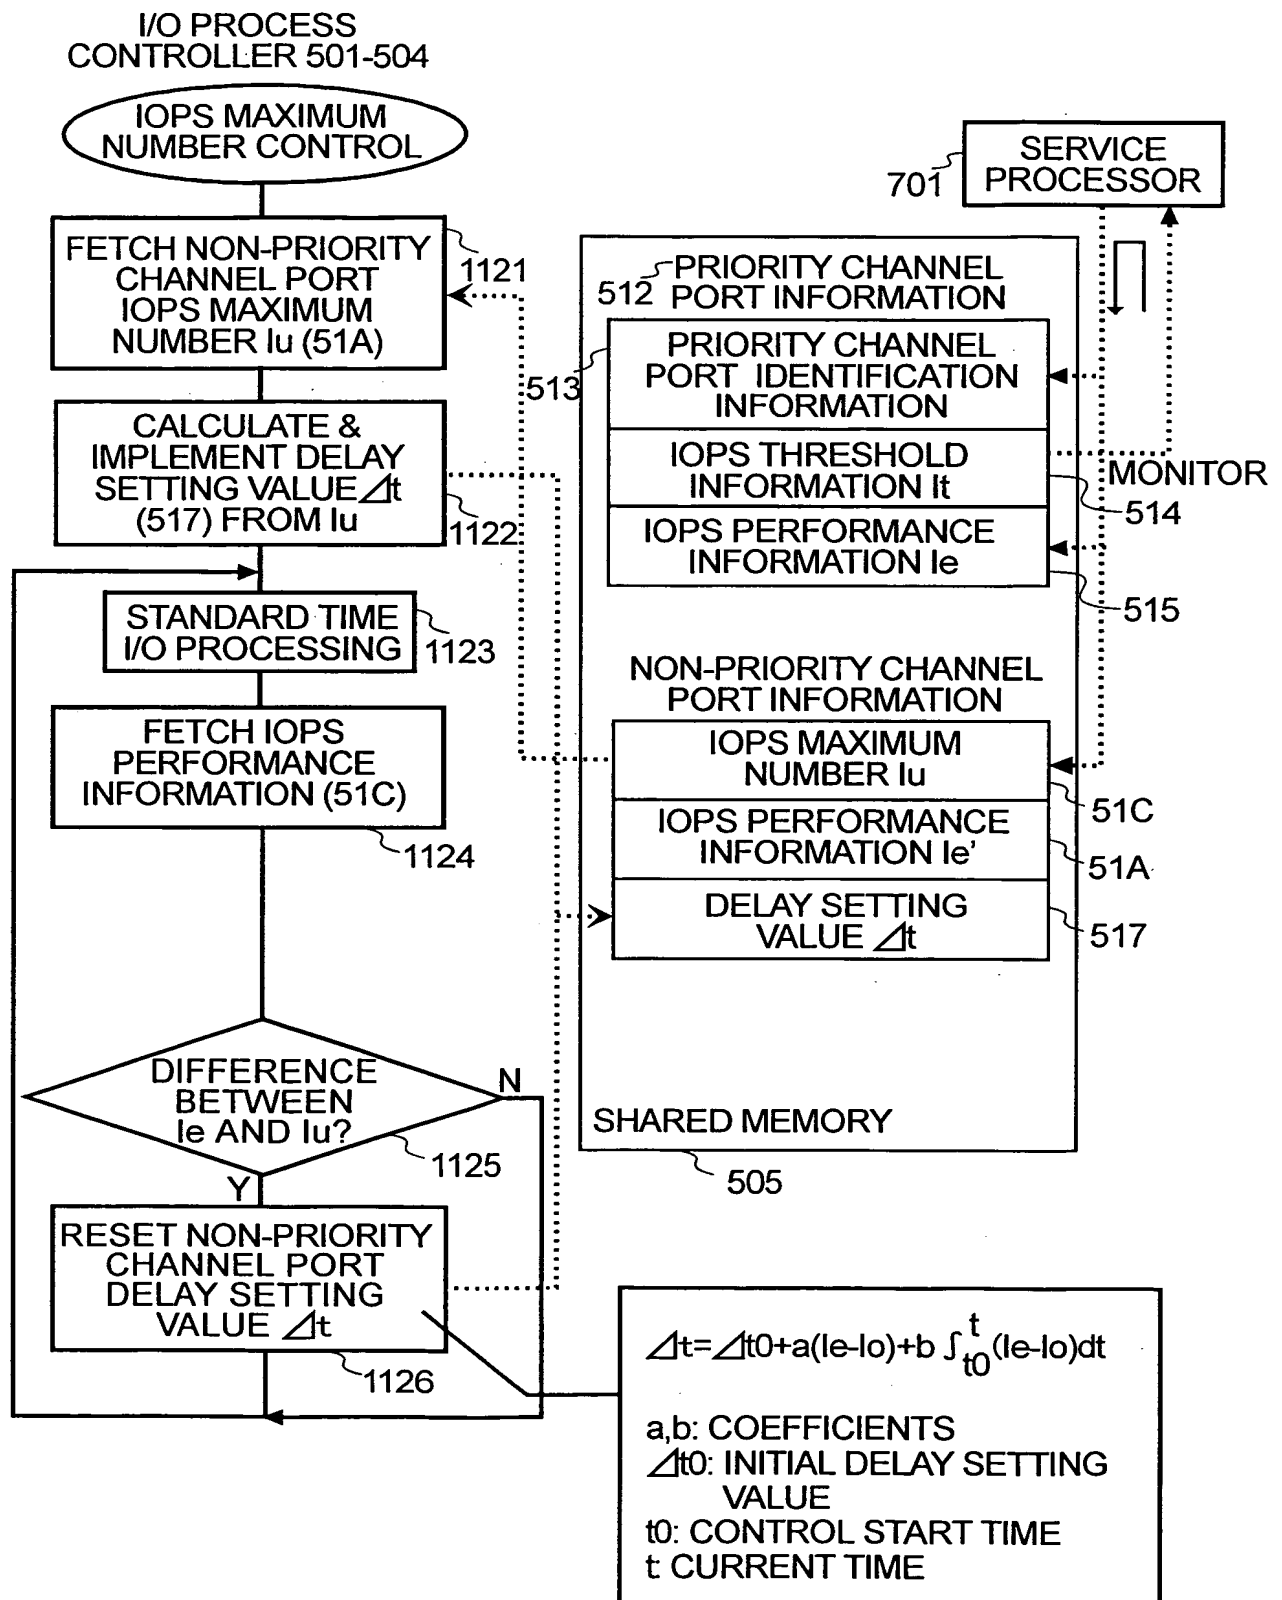 I/O PROCESS
CONTROLLER 501-504
IOPS MAXIMUM
NUMBER CONTROL
FETCH NON-PRIORITY
CHANNEL PORT
IOPS MAXIMUM
NUMBER Iu (51A)
1121
CALCULATE &
IMPLEMENT DELAY
SETTING VALUE⊿t
(517) FROM Iu
1122
STANDARD TIME
I/O PROCESSING
1123
FETCH IOPS
PERFORMANCE
INFORMATION (51C)
1124
DIFFERENCE
BETWEEN
Ie AND Iu?
N
1125
Y
RESET NON-PRIORITY
CHANNEL PORT
DELAY SETTING
VALUE ⊿t
1126
SERVICE
PROCESSOR
701
512
PRIORITY CHANNEL
PORT INFORMATION
513
PRIORITY CHANNEL
PORT IDENTIFICATION
INFORMATION
IOPS THRESHOLD
INFORMATION It
MONITOR
514
IOPS PERFORMANCE
INFORMATION Ie
515
NON-PRIORITY CHANNEL
PORT INFORMATION
IOPS MAXIMUM
NUMBER Iu
51C
IOPS PERFORMANCE
INFORMATION Ie’
51A
DELAY SETTING
VALUE ⊿t
517
SHARED MEMORY
505
⊿t=⊿t0+a(Ie-Io)+b ∫t0t(Ie-Io)dt
a,b: COEFFICIENTS
⊿t0: INITIAL DELAY SETTING
VALUE
t0: CONTROL START TIME
t: CURRENT TIME